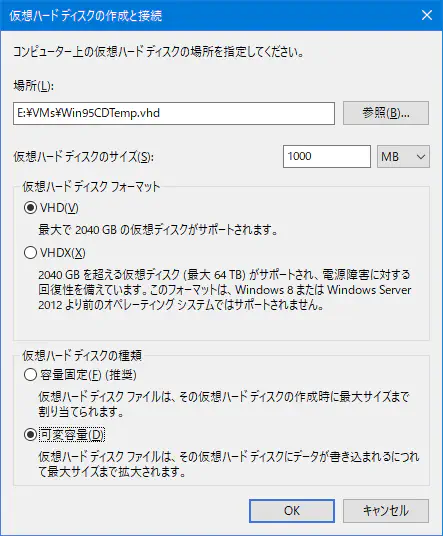 仮想ハード ディスクの作成と接続
コンピューター上の仮想ハード ディスクの場所を指定してください。
場所(L):
E:¥VMs¥Win95CDTemp.vhd
参照(B)...
仮想ハード ディスクのサイズ(S):
1000
MB
仮想ハード ディスク フォーマット
VHD(V)
最大で 2040 GB の仮想ディスクがサポートされます。
VHDX(X)
2040 GB を超える仮想ディスク (最大 64 TB) がサポートされ、電源障害に対する
回復性を備えています。このフォーマットは、Windows 8 または Windows Server
2012 より前のオペレーティング システムではサポートされません。
仮想ハード ディスクの種類
容量固定(F) (推奨)
仮想ハード ディスク ファイルは、その仮想ハード ディスクの作成時に最大サイズまで
割り当てられます。
可変容量(D)
仮想ハード ディスク ファイルは、その仮想ハード ディスクにデータが書き込まれるにつれ
て最大サイズまで拡大されます。
OK
キャンセル